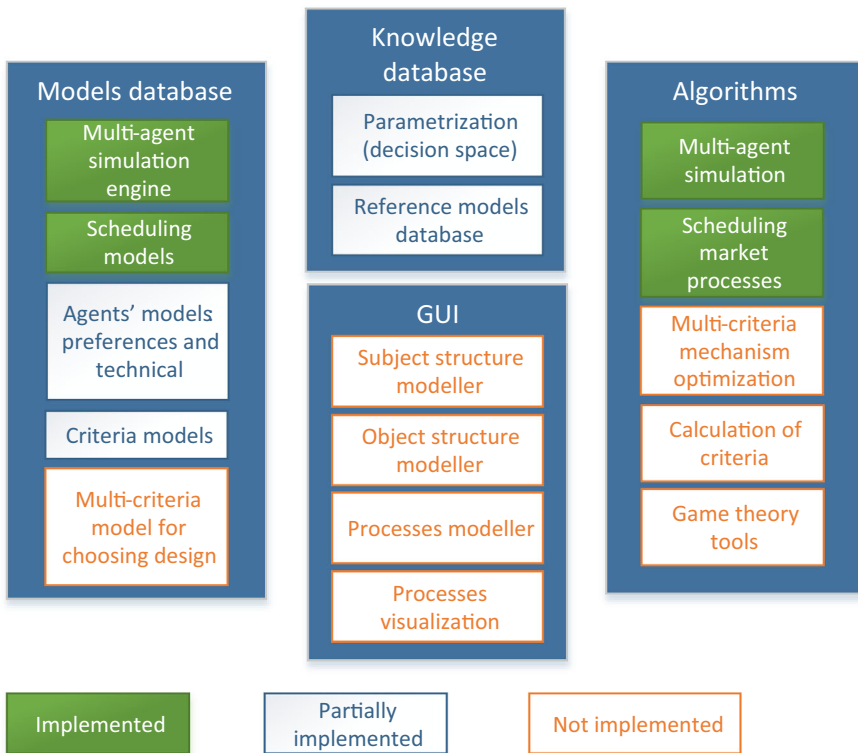 Models database
Multi-agent
simulation
engine
Scheduling
models
Agents' models:
preferences and
technical
Criteria models
Multi-criteria
model for
choosing design
Knowledge
database
Parametrization
(decision space)
Reference models
database
GUI
Subject structure
modeller
Object structure
modeller
Processes modeller
Processes
visualization
Algorithms
Multi-agent
simulation
Scheduling
market
processes
Multi-criteria
mechanism
optimization
Calculation of
criteria
Game theory
tools
Implemented
Partially
implemented
Not implemented